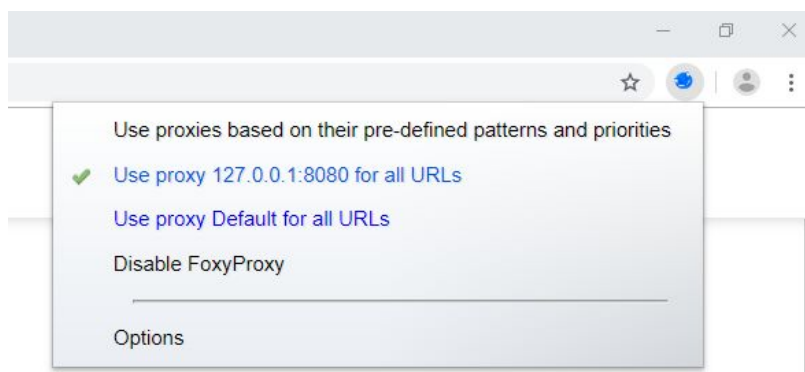 Use proxies based on their pre-defined patterns and priorities
Use proxy 127.0.0.1:8080 for all URLs
Use proxy Default for all URLs
Disable FoxyProxy
Options